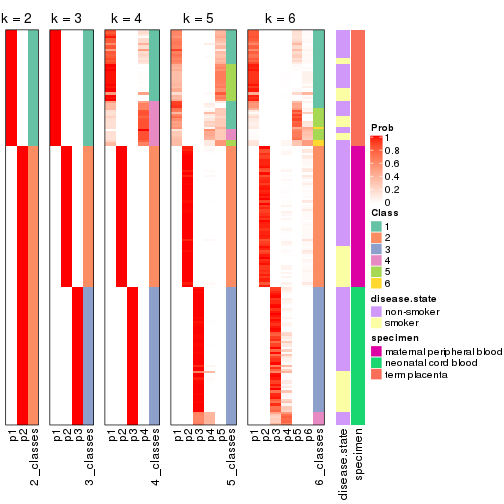 k = 2
k = 3
k = 4
k = 5
k = 6
Prob
1
0.8
0.6
0.4
0.2
0
Class
1
2
3
4
5
6
disease.state
non-smoker
smoker
specimen
maternal peripheral blood
neonatal cord blood
term placenta
p1
p2
2_classes
p1
p2
p3
3_classes
p1
p2
p3
p4
4_classes
p1
p2
p3
p4
p5
5_classes
p1
p2
p3
p4
p5
p6
6_classes
disease.state
specimen